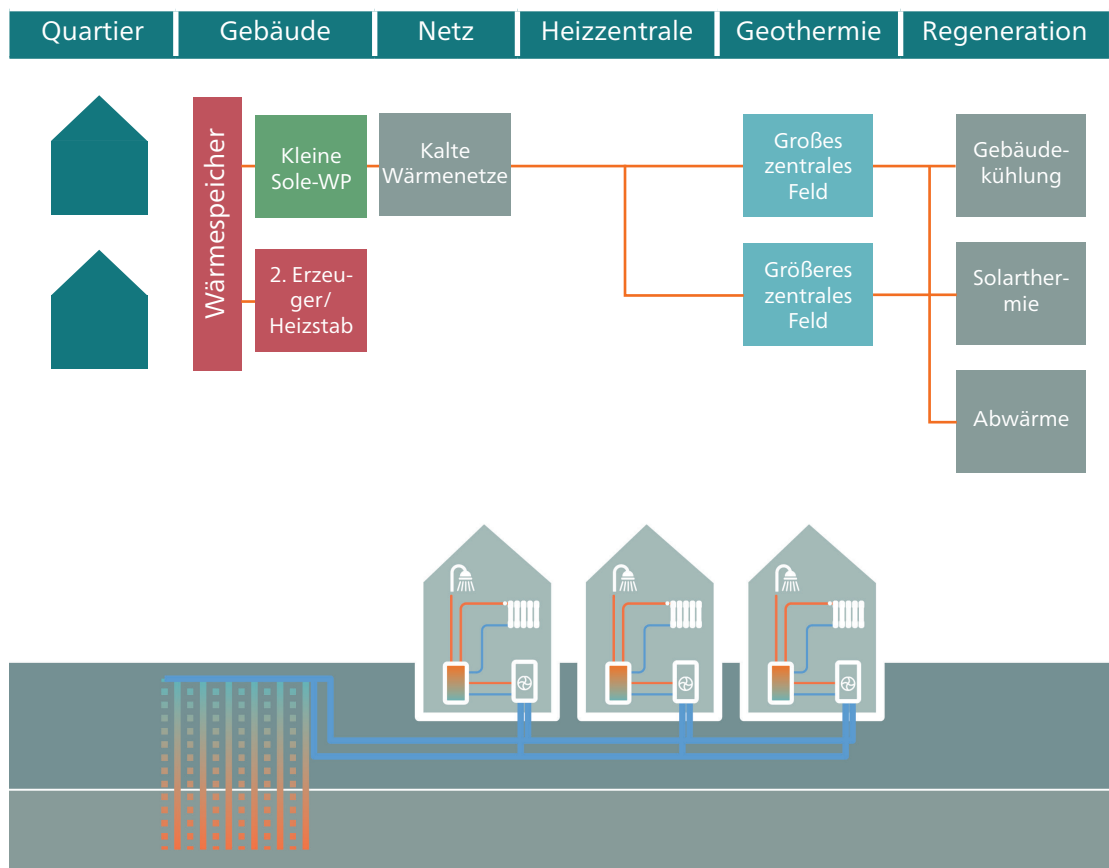 Quartier
Gebäude
Netz
Heizzentrale
Geothermie
Regeneration
Wärmespeicher
Kleine
Sole-WP
Kalte
Wärmenetze
Großes
zentrales
Feld
Gebäude-
kühlung
2. Erzeu-
ger/
Heizstab
Größeres
zentrales
Feld
Solarther-
mie
Abwärme